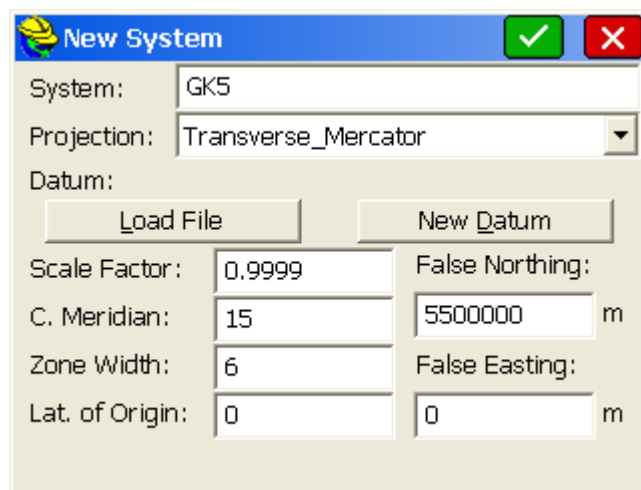 New System
System: GK5
Projection: Transverse_Mercator
Datum:
Load File New Datum
Scale Factor: 0.9999 False Northing:
C. Meridian: 15 5500000 m
Zone Width: 6 False Easting:
Lat. of Origin: 0 0 m